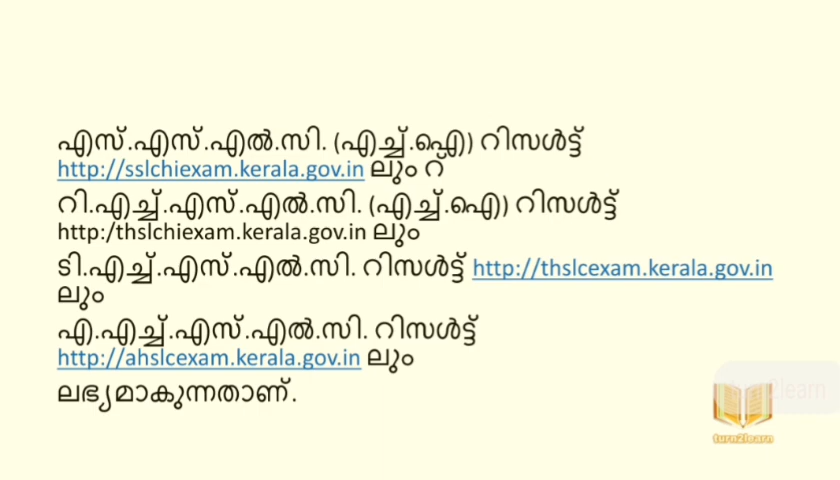 എസ്.എസ്.എൽ.സി. (എച്ച്.ഐ) റിസൾട്ട്
http://sslchiexam.kerala.gov.in ലും റ്
റി.എച്ച്.എസ്.എൽ.സി. (എച്ച്.ഐ) റിസൾട്ട്
http:/thslchiexam.kerala.gov.in ലും
ടി.എച്ച്.എസ്.എൽ.സി. റിസൾട്ട് http://thslcexam.kerala.gov.in
ലും
എ.എച്ച്.എസ്.എൽ.സി. റിസൾട്ട്
http://ahslcexam.kerala.gov.in ലും
ലഭ്യമാകുന്നതാണ്.
2learn
turn2learn